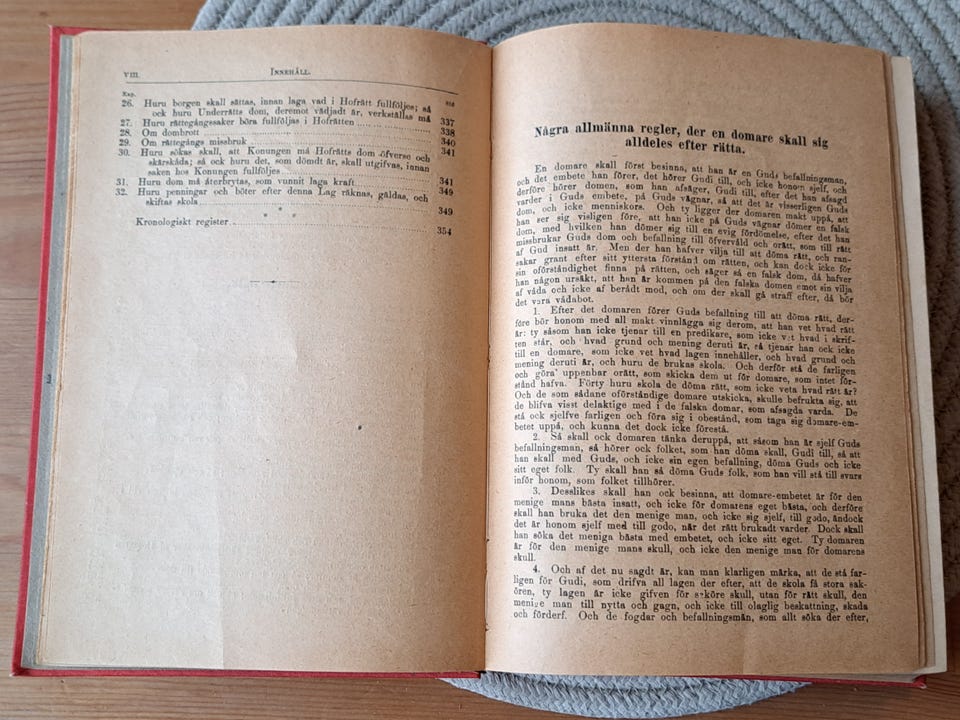 VIII.
INNEHÅLL.
Kap.
sid
26. Huru borgen skall sättas, innan laga vad i Hofrätt fullföljes; så
ock huru Underrätts dom, deremot vädjadt är, verkställas må
337
27. Huru rättegångssaker böra fullföljas i Hofrätten
338
28. Om dombrott
340
29. Om rättegångs missbruk
341
30. Huru sökas skall, att Konungen må Hofrätts dom öfverse och
skärskåda; så ock huru det, som dömdt är, skall utgifvas, innan
saken hos Konungen fullföljes
341
31. Huru dom må återbrytas, som vunnit laga kraft
349
32. Huru penningar och böter efter denna Lag räknas, gäldas, och
skiftas skola
349
* * *
Kronologiskt register
354
Några allmänna regler, der en domare skall sig
alldeles efter rätta.
En domare skall först besinna, att han är en Guds befallningsman,
och det embete han förer, det hörer Gudi till, och icke honom sjelf, och
derföre hörer domen, som han afsäger, Gudi till, efter det han afsagd
varder i Guds embete, på Guds vägnar, så att det är visserligen Guds
dom, och icke menniskors. Och ty ligger der domaren makt uppå, att
han ser sig visligen före, att han icke på Guds vägnar dömer en falsk
dom, med hvilken han dömer sig till en evig fördömelse, efter det han
missbrukar Guds dom och befallning till öfvervåld och orätt, som till rätt
af Gud insatt är. Men der han hafver vilja till att döma rätt, och ran-
sakar grant efter sitt yttersta förstånd om rätten, och kan dock icke för
sin oförståndighet finna på rätten, och säger så en falsk dom, då hafver
han någon ursäkt, att han är kommen på den falska domen emot sin vilja
af våda och icke af berådt mod, och om der skall gå straff efter, då bör
det vara vådabot.
1. Efter det domaren förer Guds befallning till att döma rätt, der-
före bör honom med all makt vinnlägga sig derom, att han vet hvad rätt
är: ty såsom han icke tjenar till en predikare, som icke vet hvad i skrif-
ten står, och hvad grund och mening deruti är, så tjenar han ock icke
till en domare, som icke vet hvad lagen innehåller, och hvad grund och
mening deruti är, och huru de brukas skola. Och derför stå de farligen
och göra uppenbar orätt, som skicka dem ut för domare, som intet för-
stånd hafva. Förty huru skola de döma rätt, som icke veta hvad rätt är?
Och de som sådane oförståndige domare utskicka, skulle befrukta sig, att
de blifva visst delaktige med i de falska domar, som afsagda varda. De
stå ock sjelfve farligen och föra sig i obestånd, som taga sig domare-em-
betet uppå, och kunna det dock icke förestå.
2. Så skall ock domaren tänka deruppå, att såsom han är sjelf Guds
befallningsman, så hörer ock folket, som han döma skall, Gudi till, så att
han skall med Guds, och icke sin egen befallning, döma Guds och icke
sitt eget folk. Ty skall han så döma Guds folk, som han vill stå till svars
inför honom, som folket tillhörer.
3. Desslikes skall han ock besinna, att domare-embetet är för den
menige mans bästa insatt, och icke för domarens eget bästa, och derföre
skall han bruka det den menige man, och icke sig sjelf, till godo, ändock
det är honom sjelf med till godo, när det rätt brukadt varder. Dock skall
han söka det meniga bästa med embetet, och icke sitt eget. Ty domaren
är för den menige mans skull, och icke den menige man för domarens
skull.
4. Och af det nu sagdt är, kan man klarligen märka, att de stå far-
ligen för Gudi, som drifva all lagen der efter, att de skola få stora sak-
ören, ty lagen är icke gifven för saköre skull, utan för rätt skull, den
menige man till nytta och gagn, och icke till olaglig beskattning, skada
och förderf. Och de fogdar och befallningsmän, som allt söka der efter,